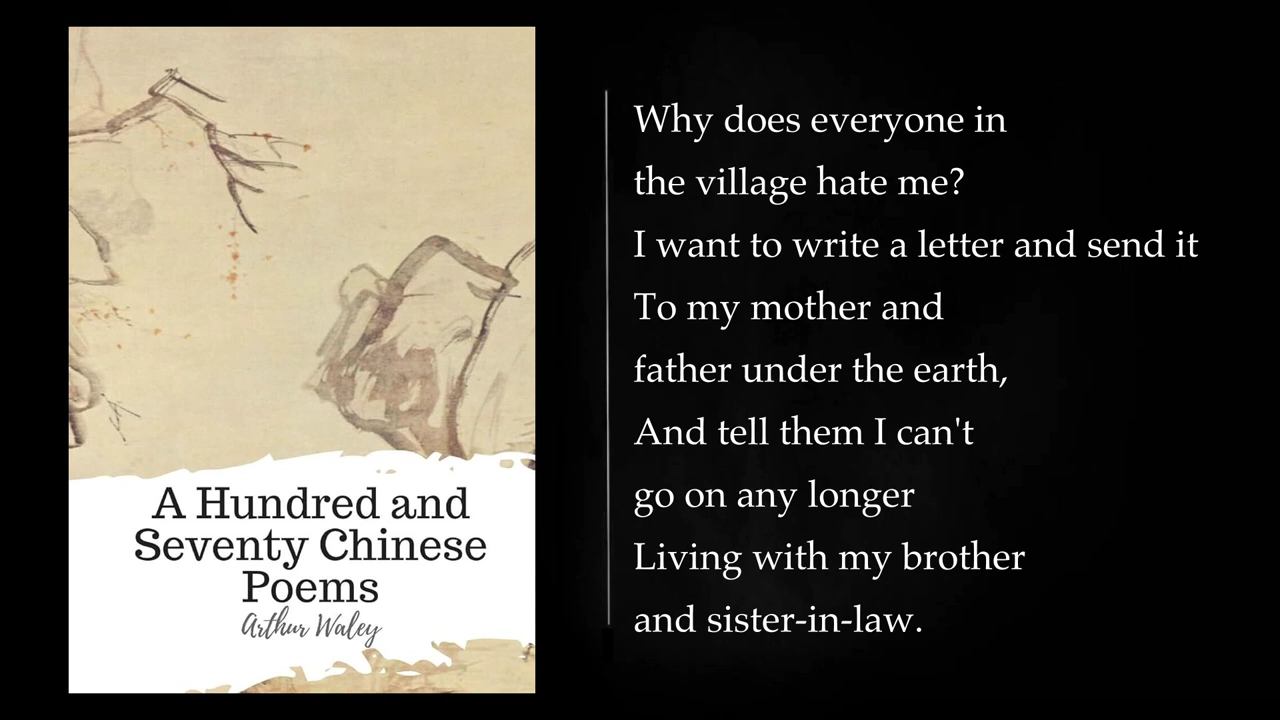 A Hundred and
Seventy Chinese
Poems
Arthur Waley
Why does everyone in
the village hate me?
I want to write a letter and send it
To my mother and
father under the earth,
And tell them I can't
go on any longer
Living with my brother
and sister-in-law.